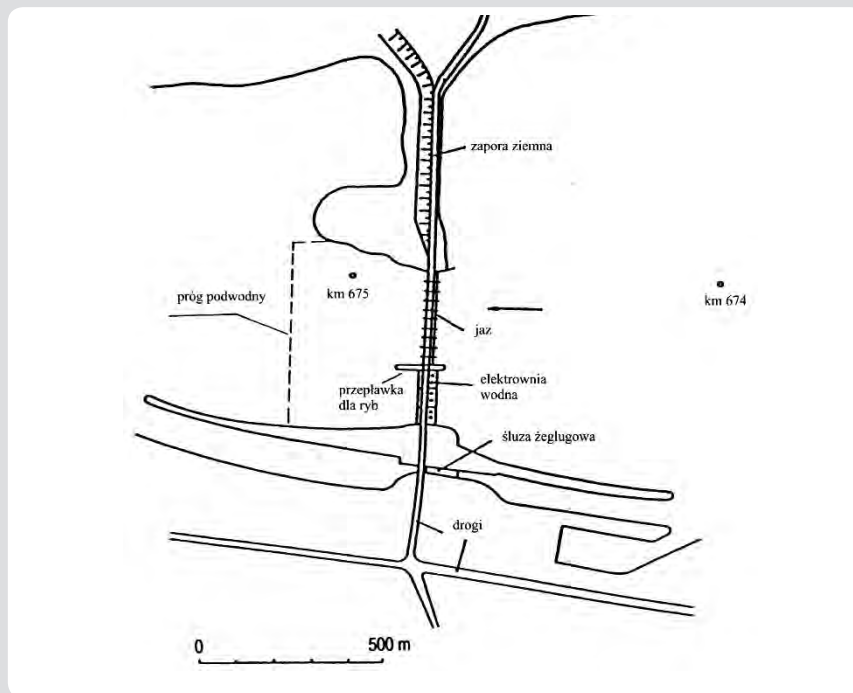 zapora ziemna
km 675
km 674
próg podwodny
jaz
przepławka
dla ryb
elektrownia
wodna
śluza żeglugowa
drogi
0
500 m